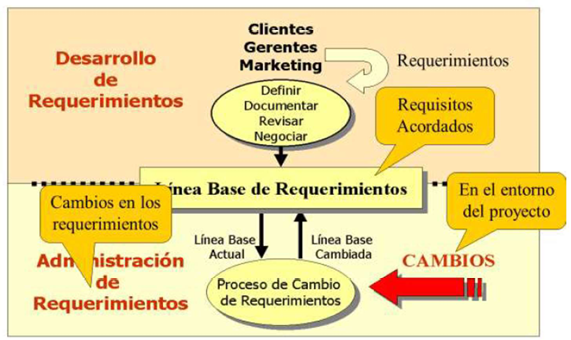 Clientes
Gerentes
Marketing
Desarrollo
de
Requerimientos
Requerimientos
Definir
Documentar
Revisar
Negociar
Requisitos
Acordados
Línea Base de Requerimientos
Cambios en los
requerimientos
En el entorno
del proyecto
Línea Base
Actual
Línea Base
Cambiada
Administración
de
Requerimientos
Proceso de Cambio
de Requerimientos
CAMBIOS